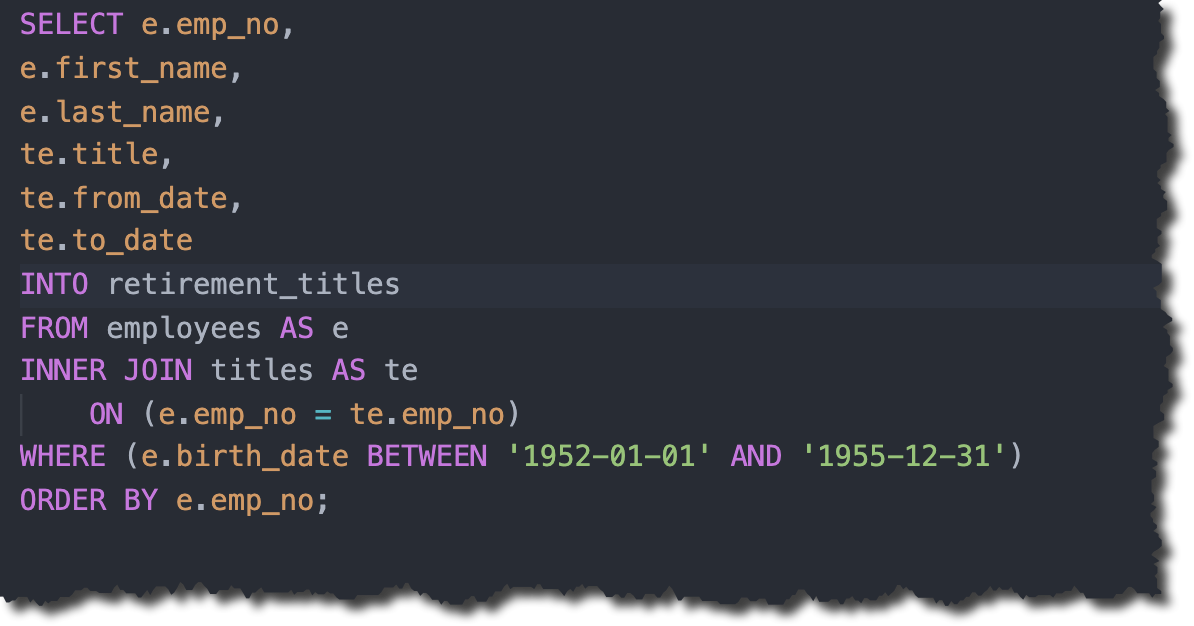 SELECT e.emp_no,
e.first_name,
e.last_name,
te.title,
te.from_date,
te.to_date
INTO retirement_titles
FROM employees AS e
INNER JOIN titles AS te
    ON (e.emp_no = te.emp_no)
WHERE (e.birth_date BETWEEN '1952-01-01' AND '1955-12-31')
ORDER BY e.emp_no;